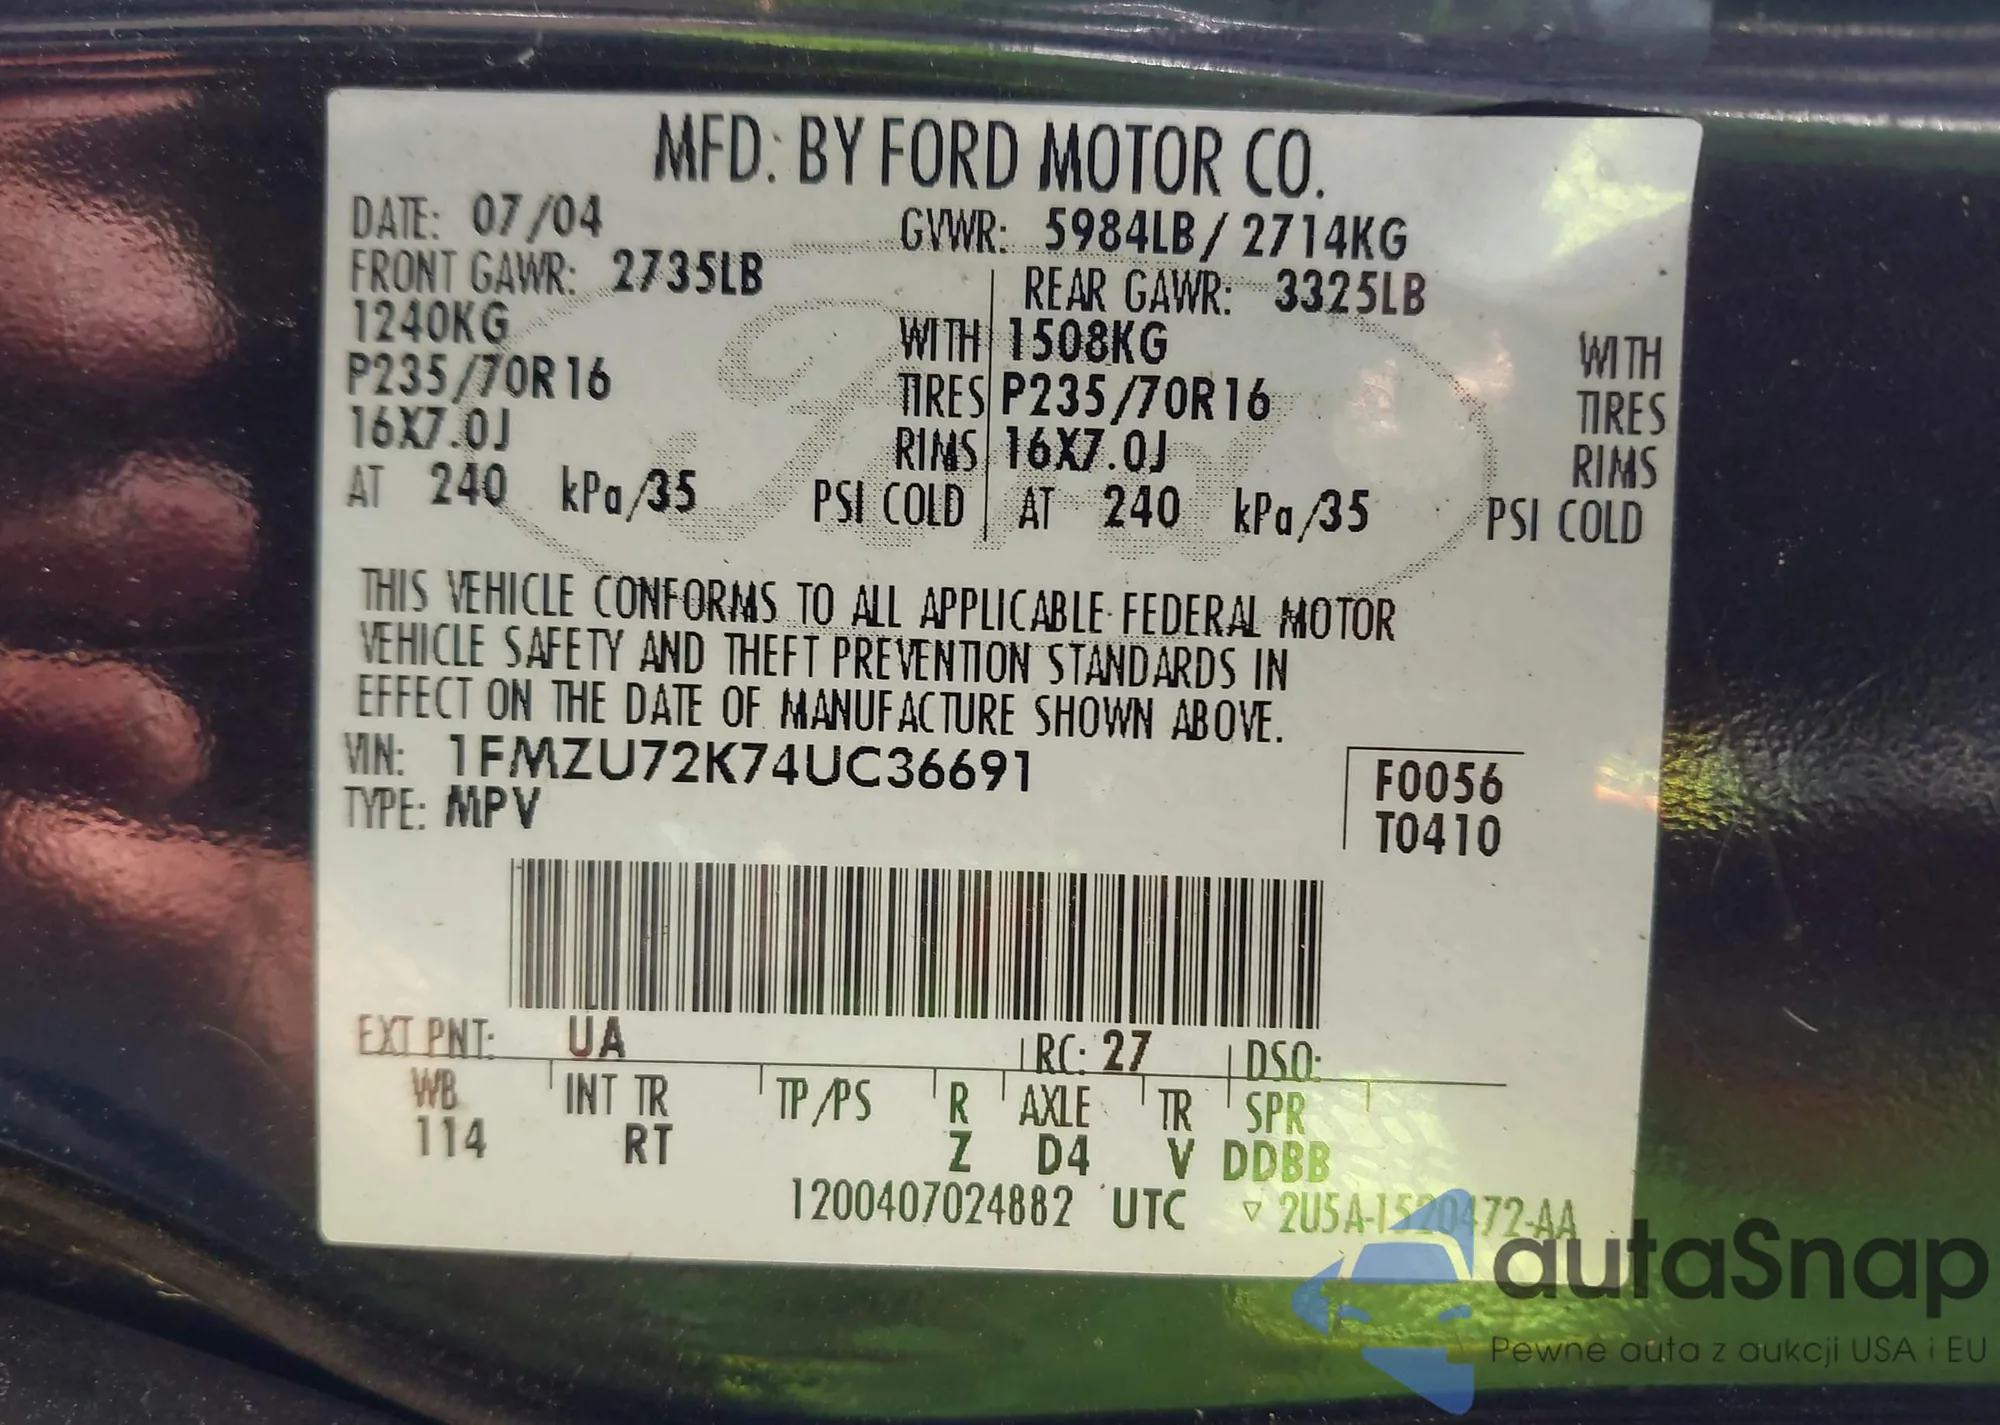 MFD. BY FORD MOTOR CO.
DATE: 07/04 GVWR: 5984LB/ 2714KG
FRONT GAWR: 2735LB REAR GAWR: 3325LB
1240KG WITH 1508KG WITH
P235/70R16 TIRES P235/70R16 TIRES
16X7.0J RIMS 16X7.0J RIMS
AT 240 kPa/35 PSI COLD AT 240 kPa/35 PSI COLD
THIS VEHICLE CONFORMS TO ALL APPLICABLE FEDERAL MOTOR
VEHICLE SAFETY AND THEFT PREVENTION STANDARDS IN
EFFECT ON THE DATE OF MANUFACTURE SHOWN ABOVE.
VIN: 1FMZU72K74UC36691 F0056
TYPE: MPV T0410
EXT PNT: UA RC: 27 DSO:
WB INT TR TP/PS R AXLE TR SPR
114 RT Z D4 V DDBB
1200407024882 UTC ▽ 2U5A-1520472-AA
autaSnap
Pewne auta z aukcji USA i EU